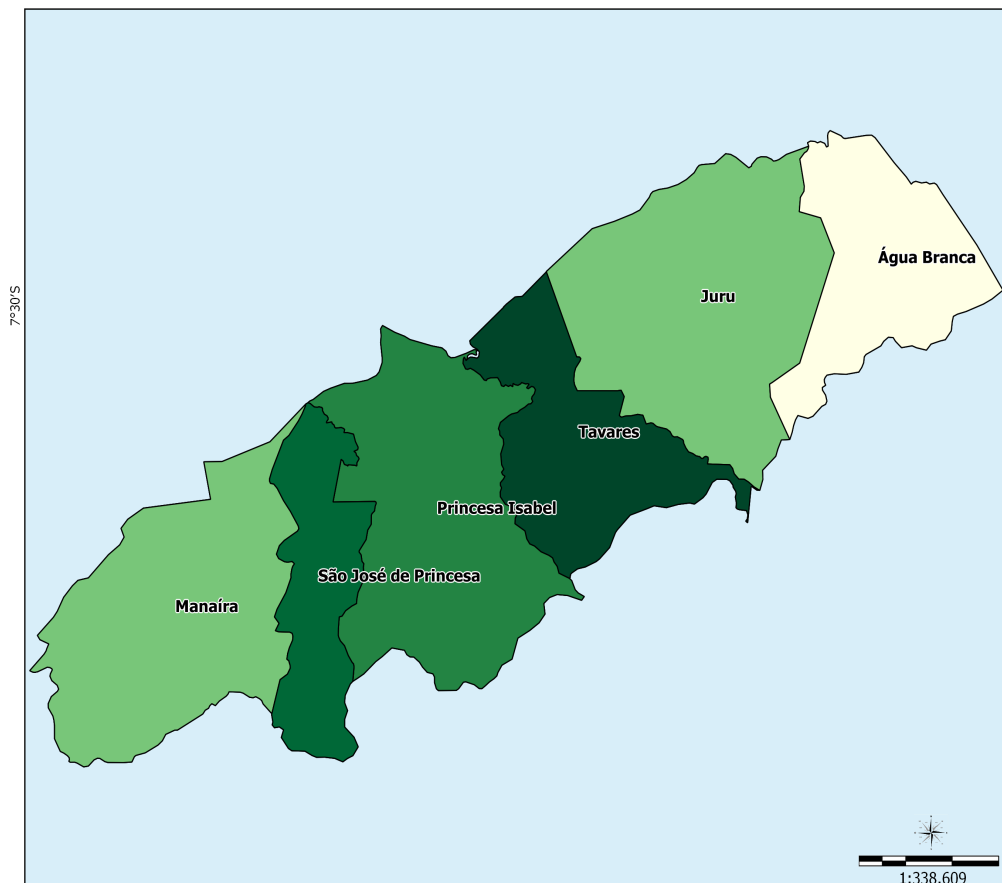 Água Branca
Juru
7°30'S
Tavares
Princesa Isabel
São José de Princesa
Manaíra
1:338.609